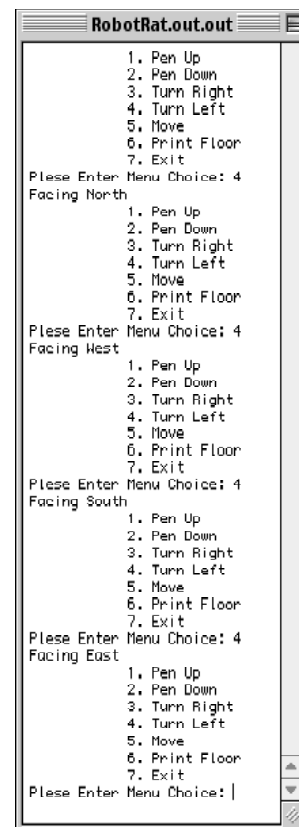 RobotRat.out.out
1. Pen Up
2. Pen Down
3. Turn Right
4. Turn Left
5. Move
6. Print Floor
7. Exit
Plese Enter Menu Choice: 4
Facing North
1. Pen Up
2. Pen Down
3. Turn Right
4. Turn Left
5. Move
6. Print Floor
7. Exit
Plese Enter Menu Choice: 4
Facing West
1. Pen Up
2. Pen Down
3. Turn Right
4. Turn Left
5. Move
6. Print Floor
7. Exit
Plese Enter Menu Choice: 4
Facing South
1. Pen Up
2. Pen Down
3. Turn Right
4. Turn Left
5. Move
6. Print Floor
7. Exit
Plese Enter Menu Choice: 4
Facing East
1. Pen Up
2. Pen Down
3. Turn Right
4. Turn Left
5. Move
6. Print Floor
7. Exit
Plese Enter Menu Choice: